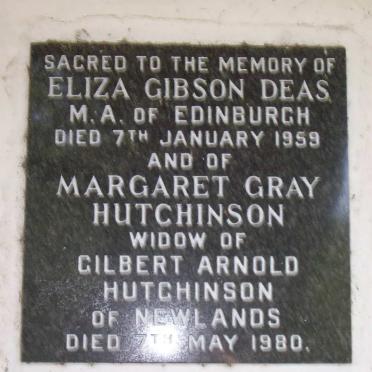 SACRED TO THE MEMORY OF
ELIZA GIBSON DEAS
M.A. OF EDINBURGH
DIED 7TH JANUARY 1959
AND OF
MARGARET GRAY
HUTCHINSON
WIDOW OF
GILBERT ARNOLD
HUTCHINSON
OF NEWLANDS
DIED 7TH MAY 1980.